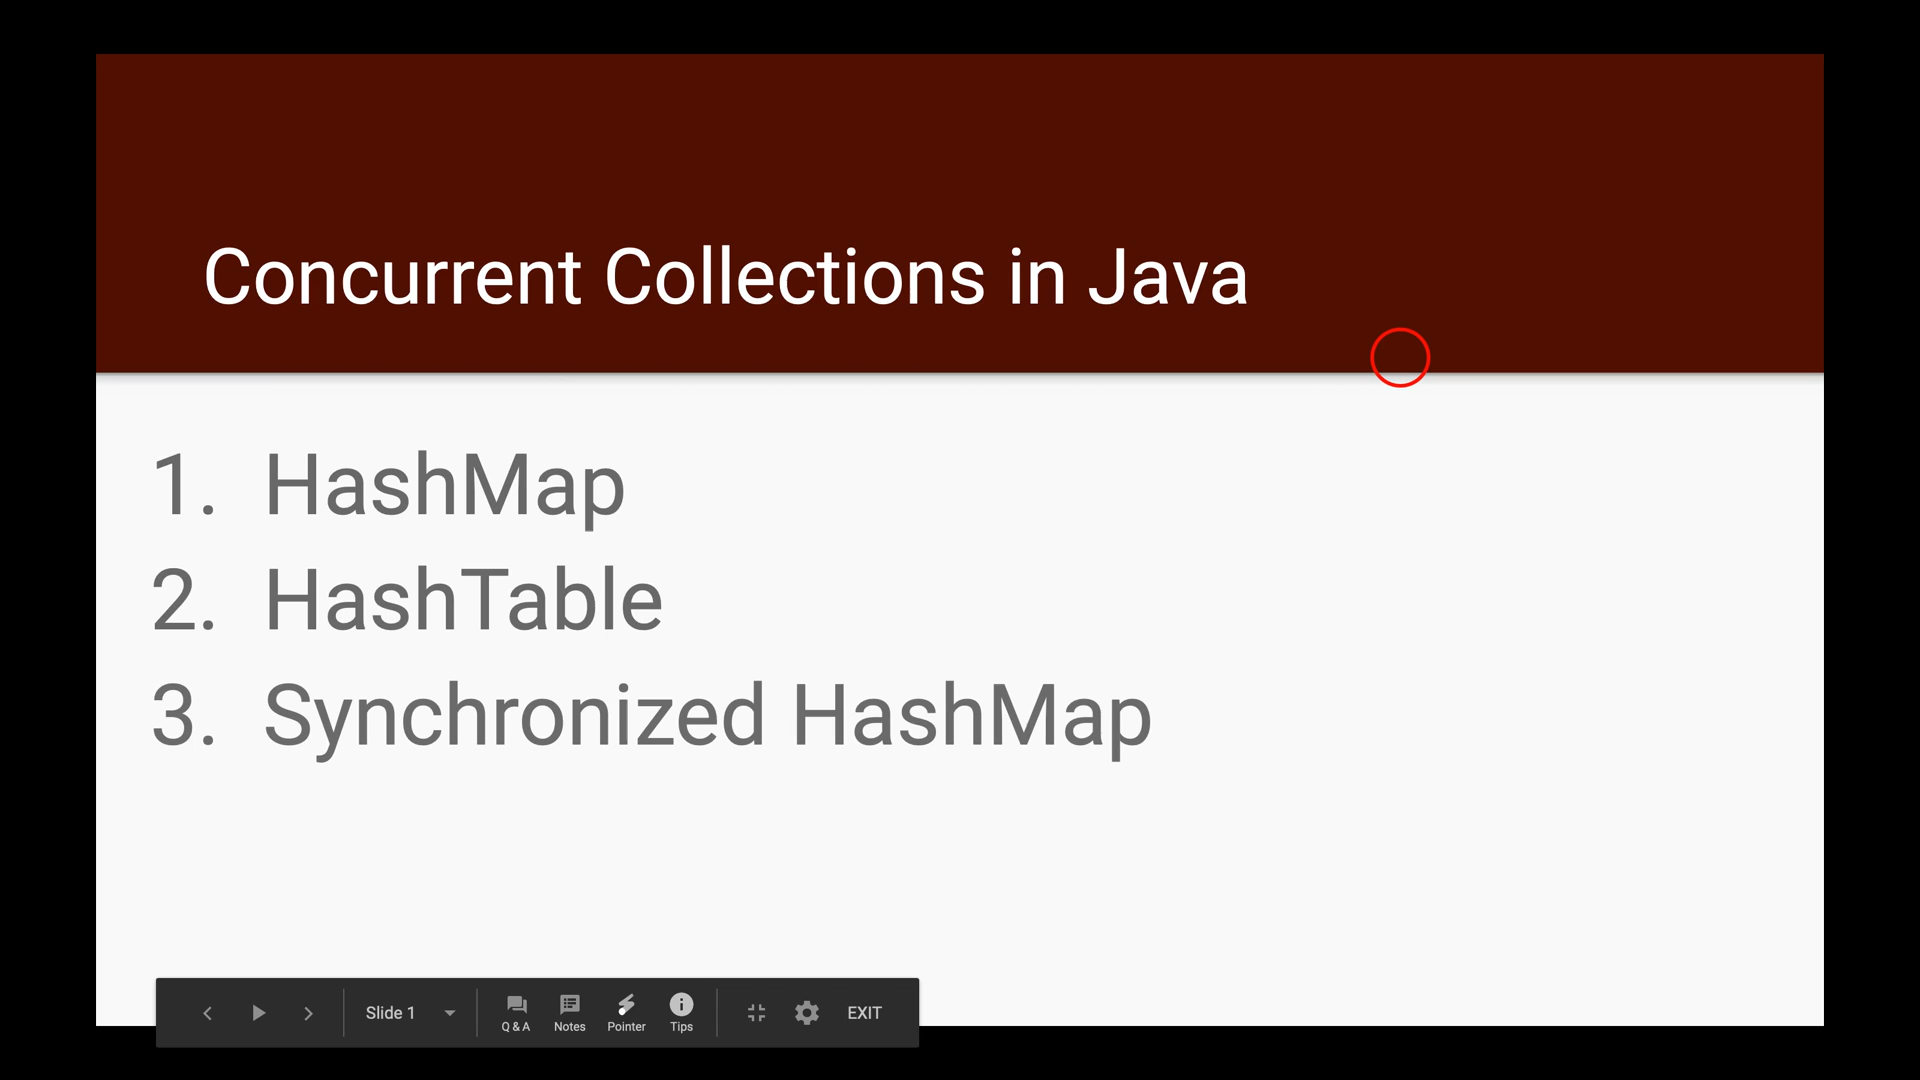 Concurrent Collections in Java
1. HashMap
2. HashTable
3. Synchronized HashMap
Slide 1
Q & A
Notes
Pointer
Tips
EXIT